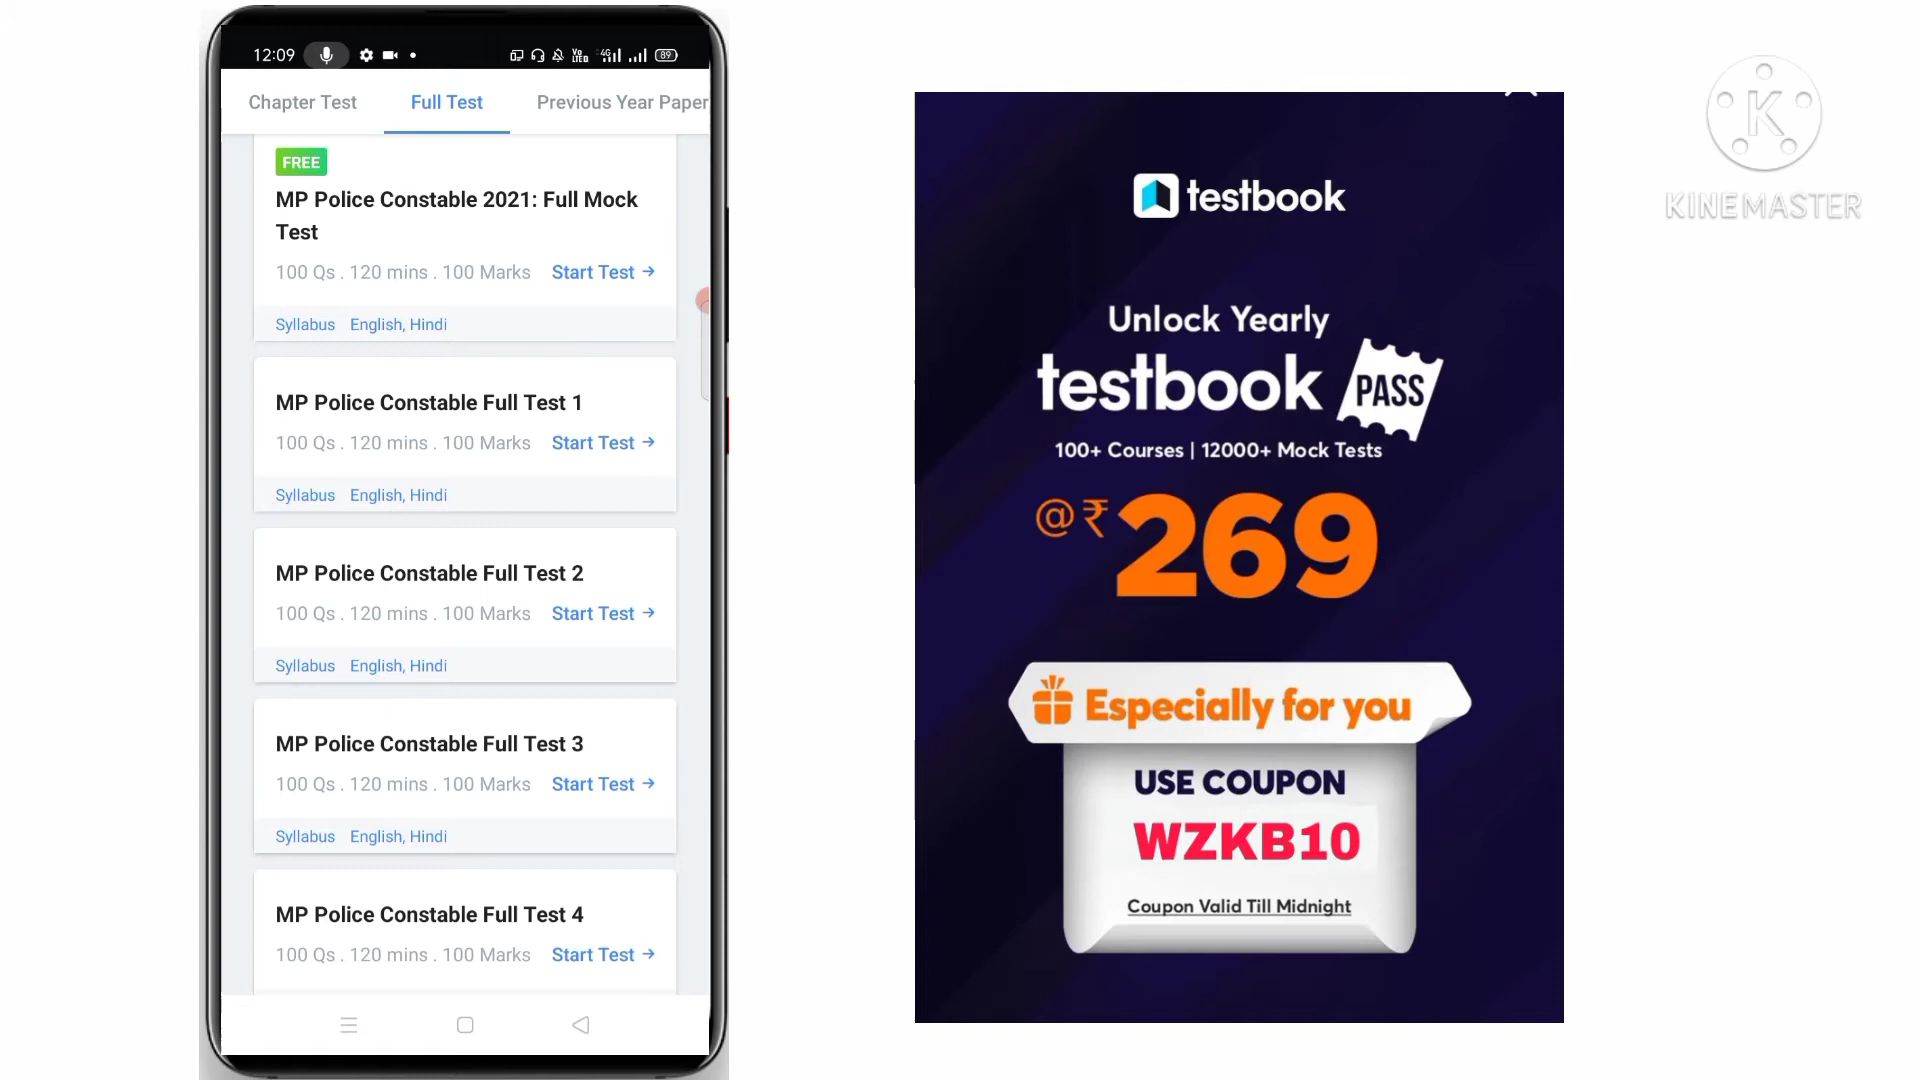 12:09
VoLTE 4G 89
Chapter Test Full Test Previous Year Paper
FREE
MP Police Constable 2021: Full Mock
Test
100 Qs . 120 mins . 100 Marks Start Test →
Syllabus English, Hindi
MP Police Constable Full Test 1
100 Qs . 120 mins . 100 Marks Start Test →
Syllabus English, Hindi
MP Police Constable Full Test 2
100 Qs . 120 mins . 100 Marks Start Test →
Syllabus English, Hindi
MP Police Constable Full Test 3
100 Qs . 120 mins . 100 Marks Start Test →
Syllabus English, Hindi
MP Police Constable Full Test 4
100 Qs . 120 mins . 100 Marks Start Test →
testbook
Unlock Yearly
testbook PASS
100+ Courses | 12000+ Mock Tests
@ ₹269
Especially for you
USE COUPON
WZKB10
Coupon Valid Till Midnight
K
KINEMASTER